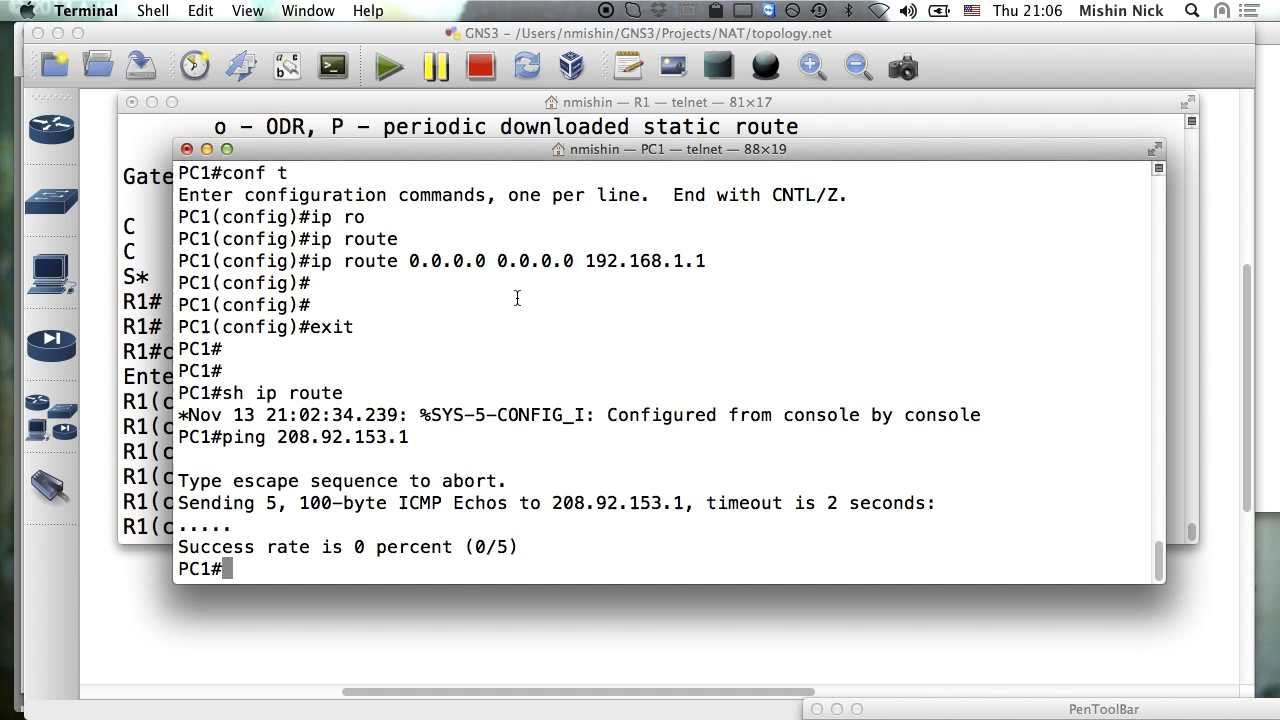 Terminal Shell Edit View Window Help Thu 21:06 Mishin Nick
GNS3 – /Users/nmishin/GNS3/Projects/NAT/topology.net
nmishin — R1 — telnet — 81×17
o - ODR, P - periodic downloaded static route
nmishin — PC1 — telnet — 88×19
Gate
C
C
S*
R1#
R1#
R1#c
Ente
R1(c
R1(c
R1(c
R1(c
R1(c
R1(c
PC1#conf t
Enter configuration commands, one per line.  End with CNTL/Z.
PC1(config)#ip ro
PC1(config)#ip route
PC1(config)#ip route 0.0.0.0 0.0.0.0 192.168.1.1
PC1(config)#
PC1(config)#
PC1(config)#exit
PC1#
PC1#
PC1#sh ip route
*Nov 13 21:02:34.239: %SYS-5-CONFIG_I: Configured from console by console
PC1#ping 208.92.153.1
Type escape sequence to abort.
Sending 5, 100-byte ICMP Echos to 208.92.153.1, timeout is 2 seconds:
.....
Success rate is 0 percent (0/5)
PC1#
PenToolBar